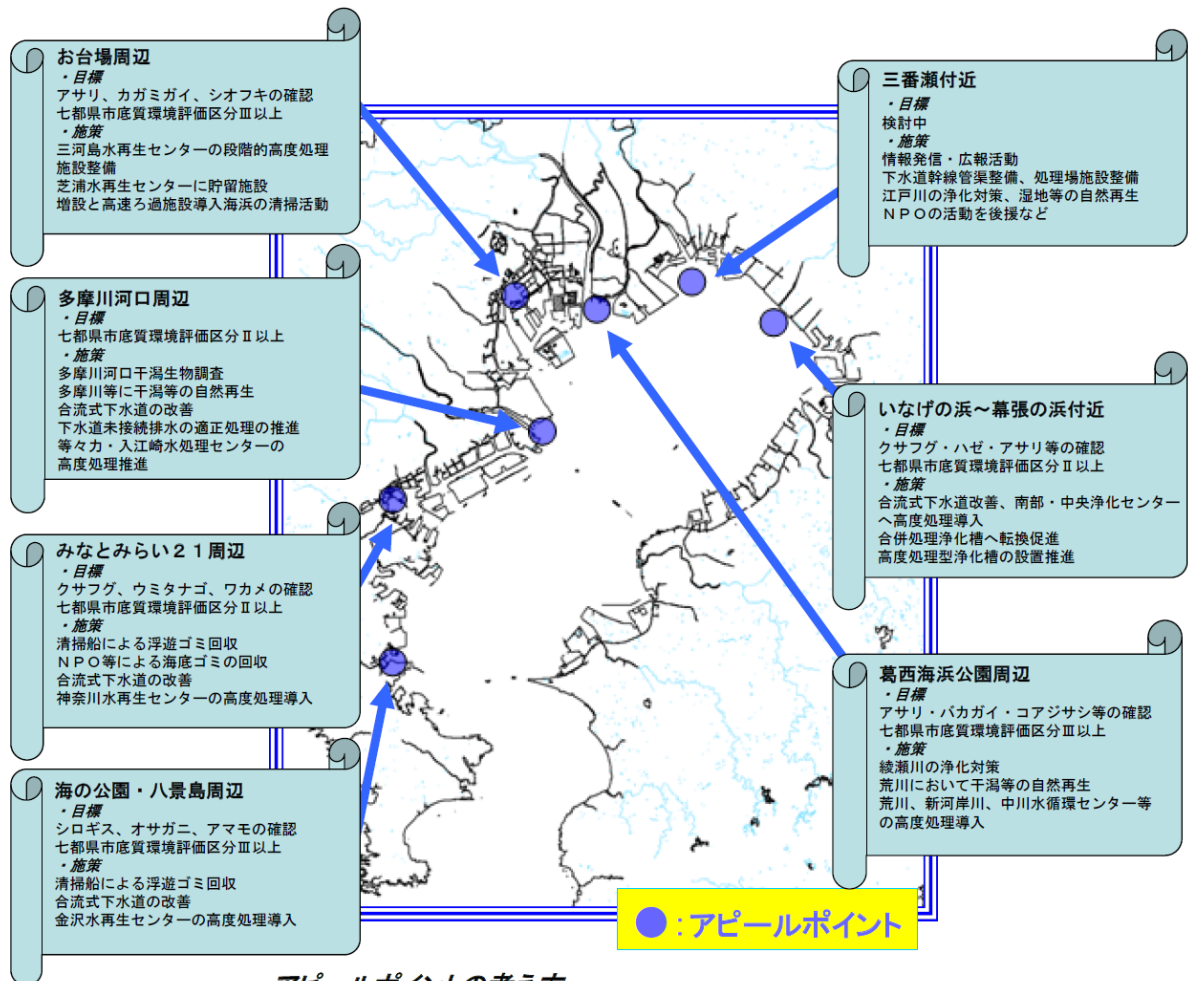 お台場周辺
・目標
アサリ、カガミガイ、シオフキの確認
七都県市底質環境評価区分Ⅲ以上
・施策
三河島水再生センターの段階的高度処理
施設整備
芝浦水再生センターに貯留施設
増設と高速ろ過施設導入海浜の清掃活動
多摩川河口周辺
・目標
七都県市底質環境評価区分Ⅱ以上
・施策
多摩川河口干潟生物調査
多摩川等に干潟等の自然再生
合流式下水道の改善
下水道未接続排水の適正処理の推進
等々力・入江崎水処理センターの
高度処理推進
みなとみらい２１周辺
・目標
クサフグ、ウミタナゴ、ワカメの確認
七都県市底質環境評価区分Ⅱ以上
・施策
清掃船による浮遊ゴミ回収
ＮＰＯ等による海底ゴミの回収
合流式下水道の改善
神奈川水再生センターの高度処理導入
海の公園・八景島周辺
・目標
シロギス、オサガニ、アマモの確認
七都県市底質環境評価区分Ⅲ以上
・施策
清掃船による浮遊ゴミ回収
合流式下水道の改善
金沢水再生センターの高度処理導入
三番瀬付近
・目標
検討中
・施策
情報発信・広報活動
下水道幹線管渠整備、処理場施設整備
江戸川の浄化対策、湿地等の自然再生
ＮＰＯの活動を後援など
いなげの浜～幕張の浜付近
・目標
クサフグ・ハゼ・アサリ等の確認
七都県市底質環境評価区分Ⅱ以上
・施策
合流式下水道改善、南部・中央浄化センター
へ高度処理導入
合併処理浄化槽へ転換促進
高度処理型浄化槽の設置推進
葛西海浜公園周辺
・目標
アサリ・バカガイ・コアジサシ等の確認
七都県市底質環境評価区分Ⅲ以上
・施策
綾瀬川の浄化対策
荒川において干潟等の自然再生
荒川、新河岸川、中川水循環センター等
の高度処理導入
：アピールポイント
アピールポイントの考え方